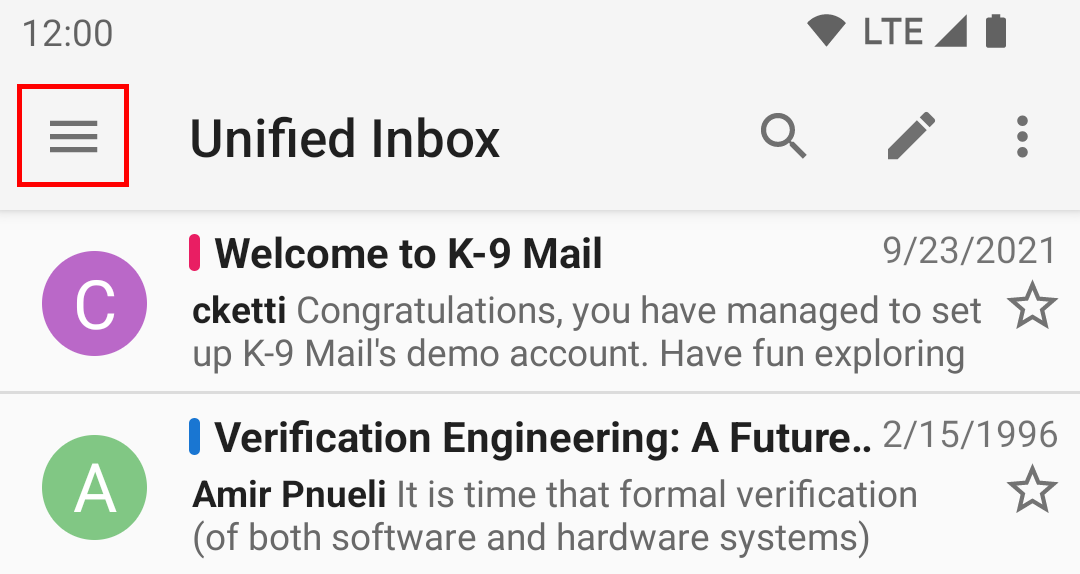 12:00 LTE
Unified Inbox
C
Welcome to K-9 Mail 9/23/2021
cketti Congratulations, you have managed to set
up K-9 Mail's demo account. Have fun exploring
A
Verification Engineering: A Future.. 2/15/1996
Amir Pnueli It is time that formal verification
(of both software and hardware systems)